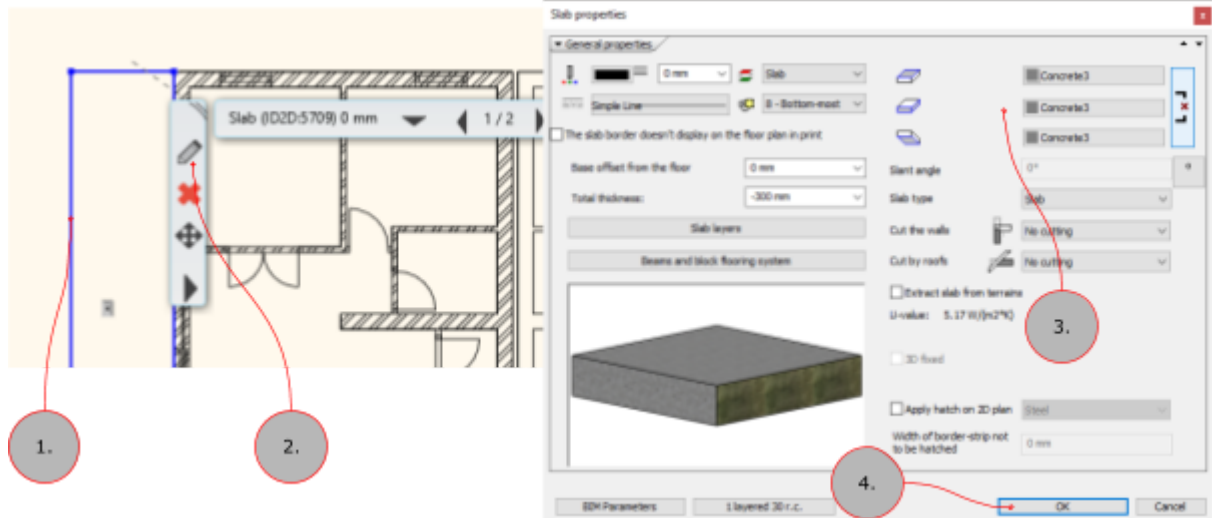 Slab properties
General properties
0 mm
Slab
Concrete3
Simple Line
8 - Bottom-most
Concrete3
The slab border doesn't display on the floor plan in print
Concrete3
Base offset from the floor
0 mm
Slant angle
0°
Total thickness:
-300 mm
Slab type
Slab
Slab layers
Cut the walls
No cutting
Beams and block flooring system
Cut by roofs
No cutting
Extract slab from terrains
U-value: 5.17 W/(m2*K)
3D fixed
Apply hatch on 2D plan
Steel
Width of border-strip not
to be hatched
0 mm
BIM Parameters
1 layered 30 r.c.
OK
Cancel
Slab (ID2D:5709) 0 mm
1 / 2
1.
2.
3.
4.